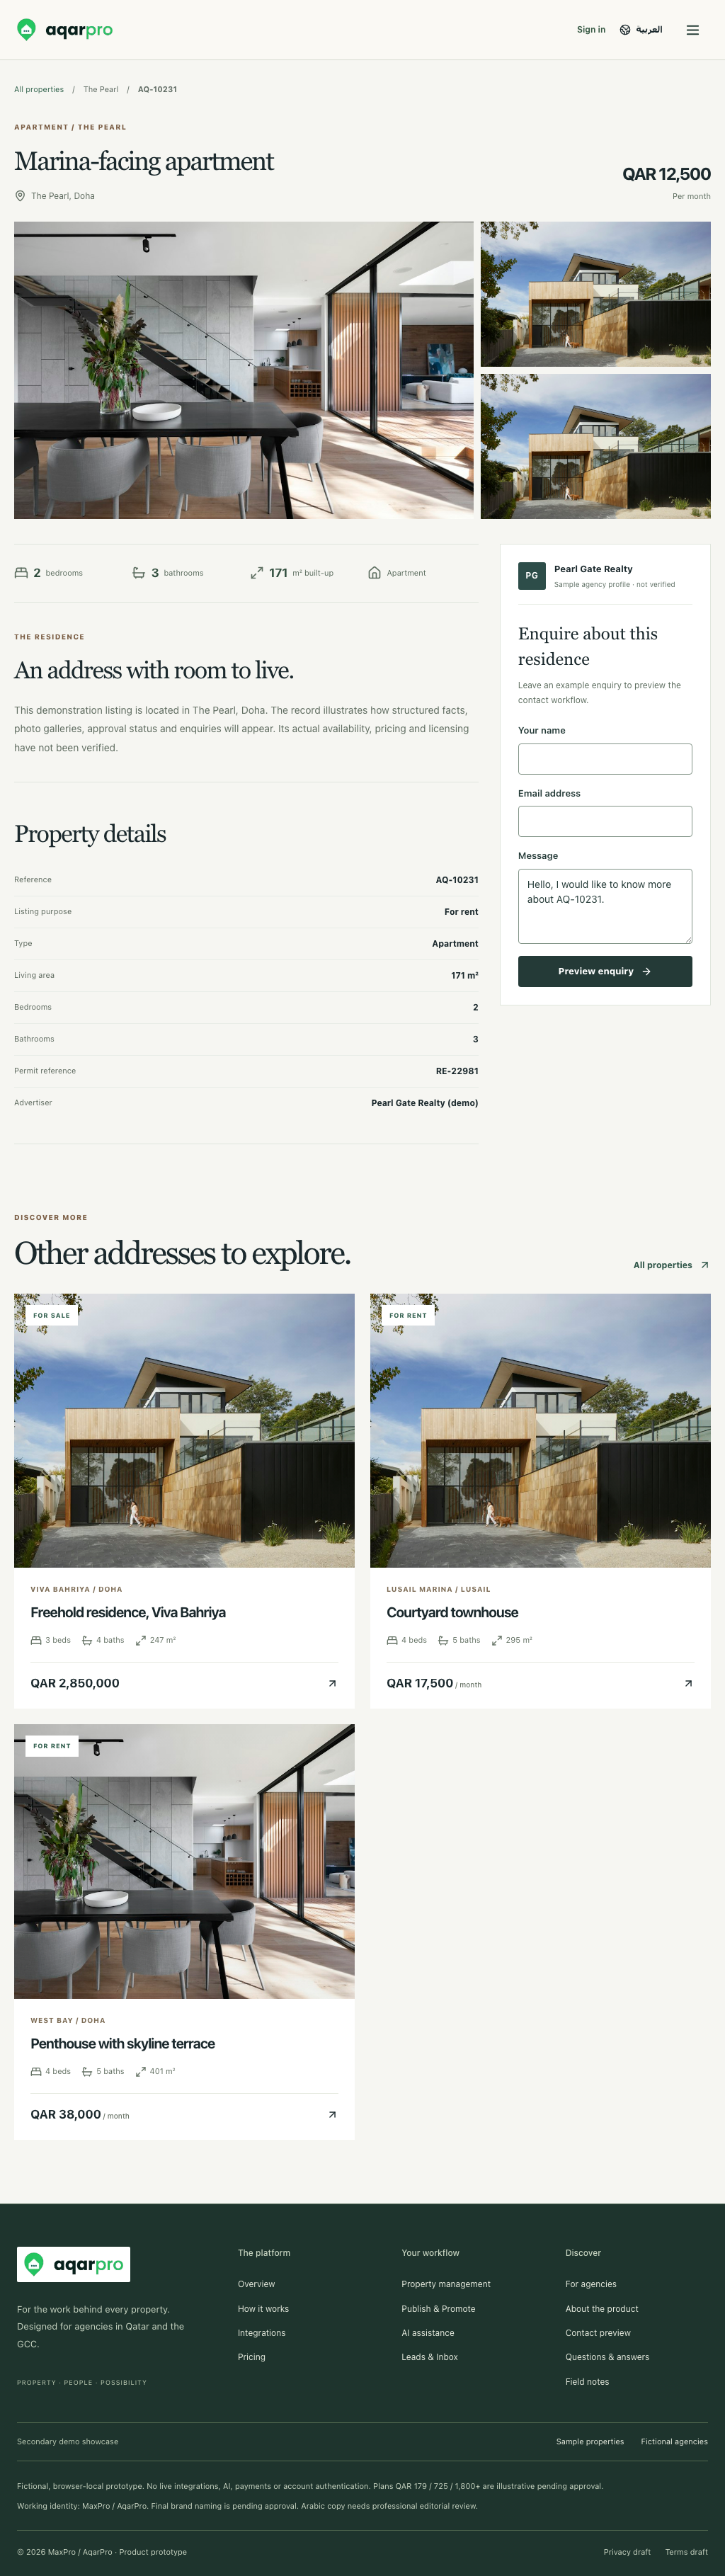 aqarpro
Sign in
العربية
All properties / The Pearl / AQ-10231
APARTMENT / THE PEARL
Marina-facing apartment
QAR 12,500
The Pearl, Doha
Per month
2 bedrooms
3 bathrooms
171 m² built-up
Apartment
THE RESIDENCE
An address with room to live.
This demonstration listing is located in The Pearl, Doha. The record illustrates how structured facts,
photo galleries, approval status and enquiries will appear. Its actual availability, pricing and licensing
have not been verified.
Property details
Reference AQ-10231
Listing purpose For rent
Type Apartment
Living area 171 m²
Bedrooms 2
Bathrooms 3
Permit reference RE-22981
Advertiser Pearl Gate Realty (demo)
PG
Pearl Gate Realty
Sample agency profile · not verified
Enquire about this
residence
Leave an example enquiry to preview the
contact workflow.
Your name
Email address
Message
Hello, I would like to know more
about AQ-10231.
Preview enquiry
DISCOVER MORE
Other addresses to explore.
All properties
FOR SALE
VIVA BAHRIYA / DOHA
Freehold residence, Viva Bahriya
3 beds 4 baths 247 m²
QAR 2,850,000
FOR RENT
LUSAIL MARINA / LUSAIL
Courtyard townhouse
4 beds 5 baths 295 m²
QAR 17,500 / month
FOR RENT
WEST BAY / DOHA
Penthouse with skyline terrace
4 beds 5 baths 401 m²
QAR 38,000 / month
aqarpro
For the work behind every property.
Designed for agencies in Qatar and the
GCC.
PROPERTY · PEOPLE · POSSIBILITY
The platform
Overview
How it works
Integrations
Pricing
Your workflow
Property management
Publish & Promote
AI assistance
Leads & Inbox
Discover
For agencies
About the product
Contact preview
Questions & answers
Field notes
Secondary demo showcase
Sample properties
Fictional agencies
Fictional, browser-local prototype. No live integrations, AI, payments or account authentication. Plans QAR 179 / 725 / 1,800+ are illustrative pending approval.
Working identity: MaxPro / AqarPro. Final brand naming is pending approval. Arabic copy needs professional editorial review.
© 2026 MaxPro / AqarPro · Product prototype
Privacy draft
Terms draft